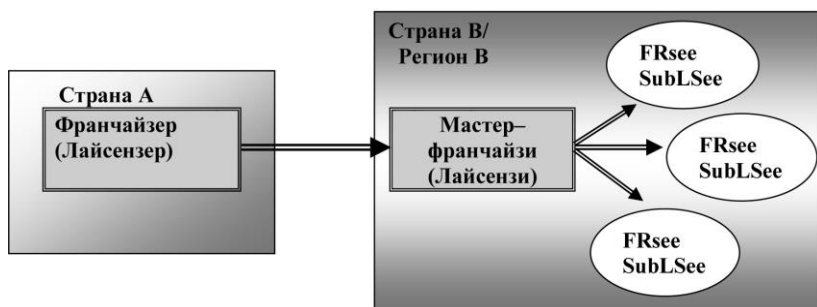 Страна А
Франчайзер
(Лайсензер)
Страна В/
Регион В
Мастер–
франчайзи
(Лайсензи)
FRsee
SubLSee
FRsee
SubLSee
FRsee
SubLSee